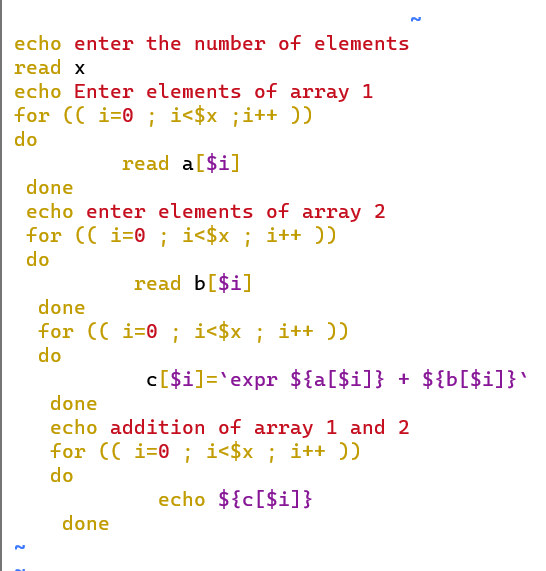 ~
echo enter the number of elements
read x
echo Enter elements of array 1
for (( i=0 ; i<$x ;i++ ))
do
         read a[$i]
 done
 echo enter elements of array 2
 for (( i=0 ; i<$x ; i++ ))
 do
          read b[$i]
  done
  for (( i=0 ; i<$x ; i++ ))
  do
           c[$i]=`expr ${a[$i]} + ${b[$i]}`
   done
   echo addition of array 1 and 2
   for (( i=0 ; i<$x ; i++ ))
   do
            echo ${c[$i]}
    done
~
~